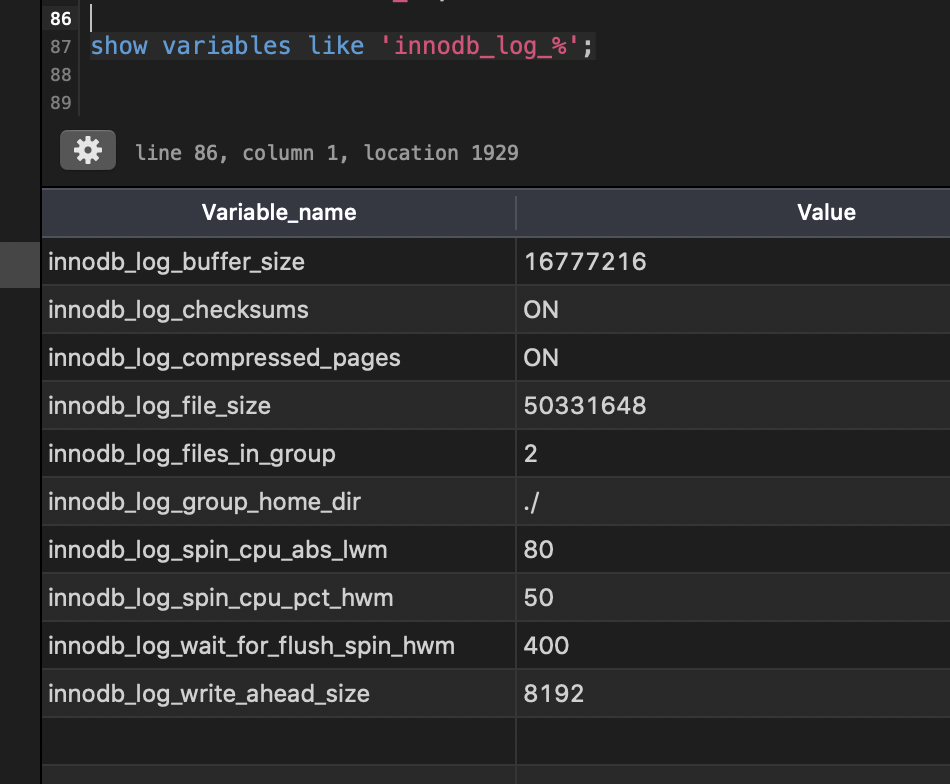 86
87 show variables like 'innodb_log_%';
88
89
line 86, column 1, location 1929
Variable_name Value
innodb_log_buffer_size 16777216
innodb_log_checksums ON
innodb_log_compressed_pages ON
innodb_log_file_size 50331648
innodb_log_files_in_group 2
innodb_log_group_home_dir ./
innodb_log_spin_cpu_abs_lwm 80
innodb_log_spin_cpu_pct_hwm 50
innodb_log_wait_for_flush_spin_hwm 400
innodb_log_write_ahead_size 8192